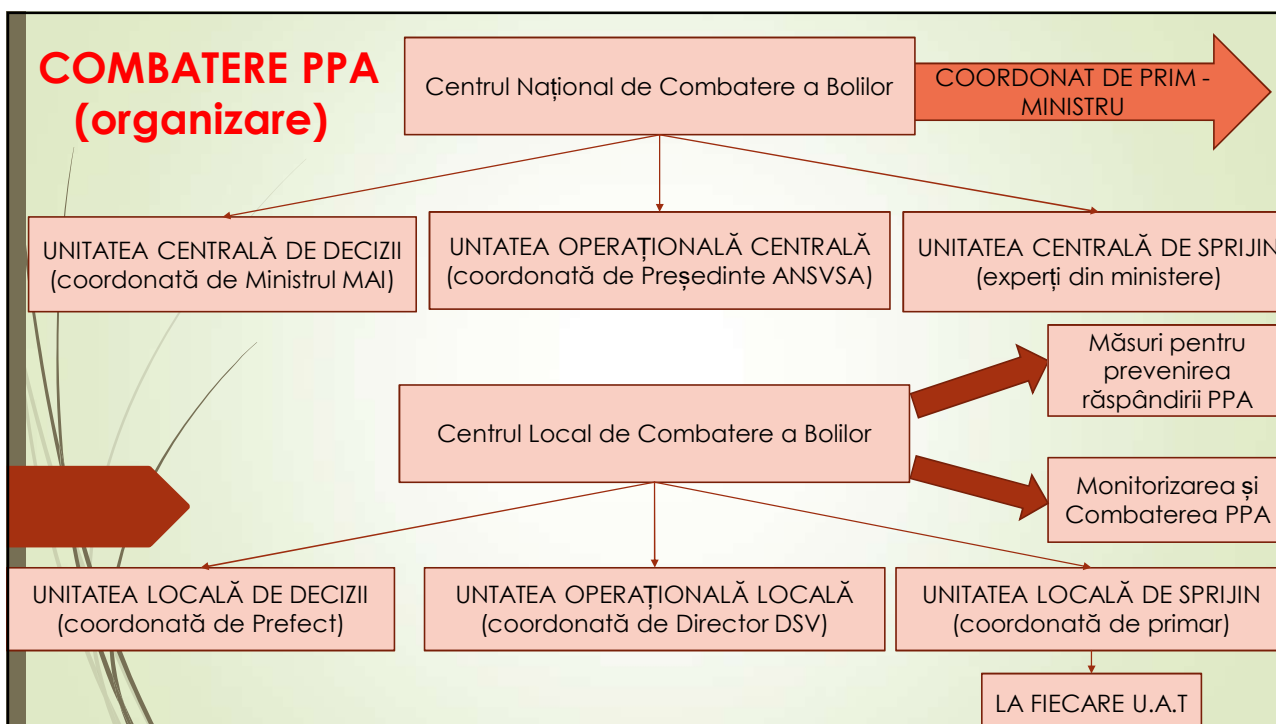 COMBATERE PPA
(organizare)
Centrul Național de Combatere a Bolilor
COORDONAT DE PRIM -
MINISTRU
UNITATEA CENTRALĂ DE DECIZII
(coordonată de Ministrul MAI)
UNTATEA OPERAȚIONALĂ CENTRALĂ
(coordonată de Președinte ANSVSA)
UNITATEA CENTRALĂ DE SPRIJIN
(experți din ministere)
Măsuri pentru
prevenirea
răspândirii PPA
Centrul Local de Combatere a Bolilor
Monitorizarea și
Combaterea PPA
UNITATEA LOCALĂ DE DECIZII
(coordonată de Prefect)
UNTATEA OPERAȚIONALĂ LOCALĂ
(coordonată de Director DSV)
UNITATEA LOCALĂ DE SPRIJIN
(coordonată de primar)
LA FIECARE U.A.T